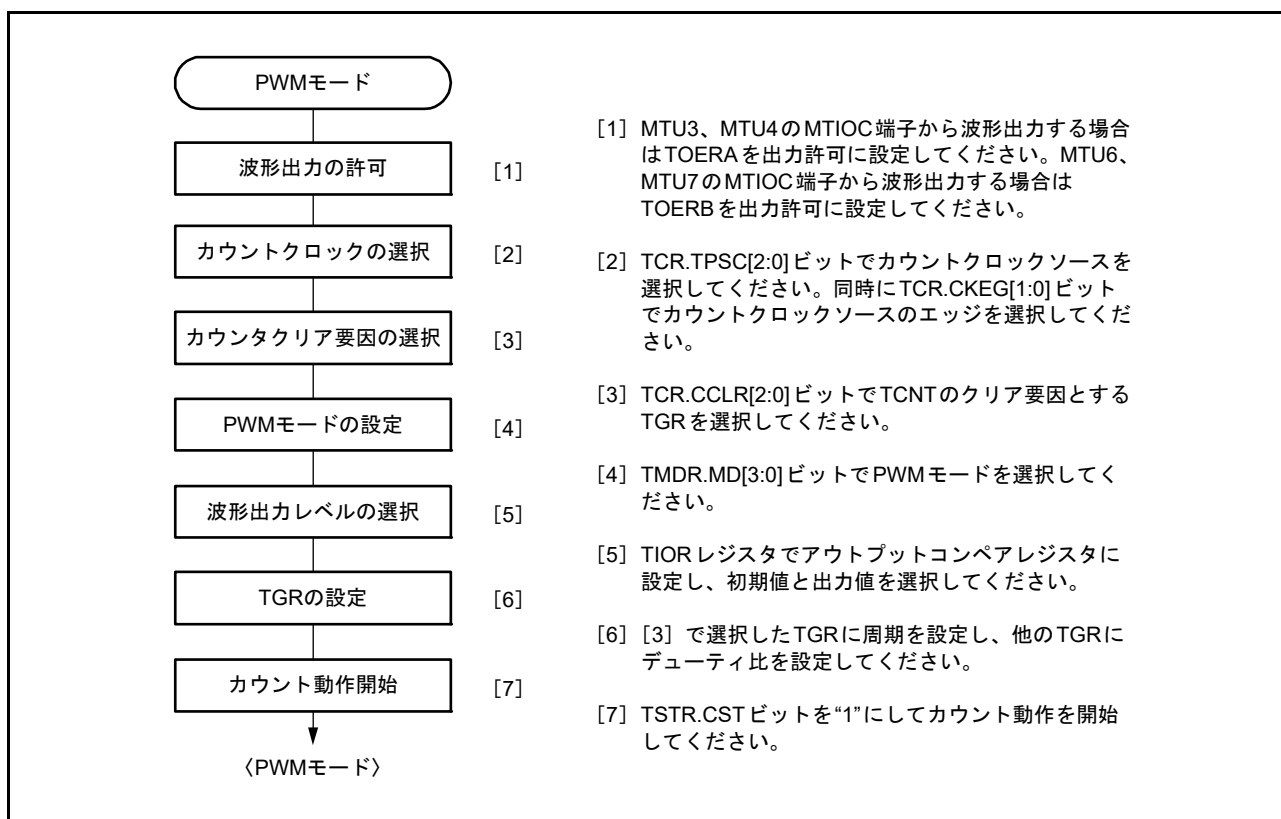 PWMモード
波形出力の許可
[1]
カウントクロックの選択
[2]
カウンタクリア要因の選択
[3]
PWMモードの設定
[4]
波形出力レベルの選択
[5]
TGRの設定
[6]
カウント動作開始
[7]
〈PWMモード〉
[1] MTU3、MTU4のMTIOC端子から波形出力する場合
はTOERAを出力許可に設定してください。MTU6、
MTU7のMTIOC端子から波形出力する場合は
TOERBを出力許可に設定してください。
[2] TCR.TPSC[2:0]ビットでカウントクロックソースを
選択してください。同時にTCR.CKEG[1:0]ビット
でカウントクロックソースのエッジを選択してくだ
さい。
[3] TCR.CCLR[2:0]ビットでTCNTのクリア要因とする
TGRを選択してください。
[4] TMDR.MD[3:0]ビットでPWMモードを選択してく
ださい。
[5] TIORレジスタでアウトプットコンペアレジスタに
設定し、初期値と出力値を選択してください。
[6] [3]で選択したTGRに周期を設定し、他のTGRに
デューティ比を設定してください。
[7] TSTR.CSTビットを“1”にしてカウント動作を開始
してください。